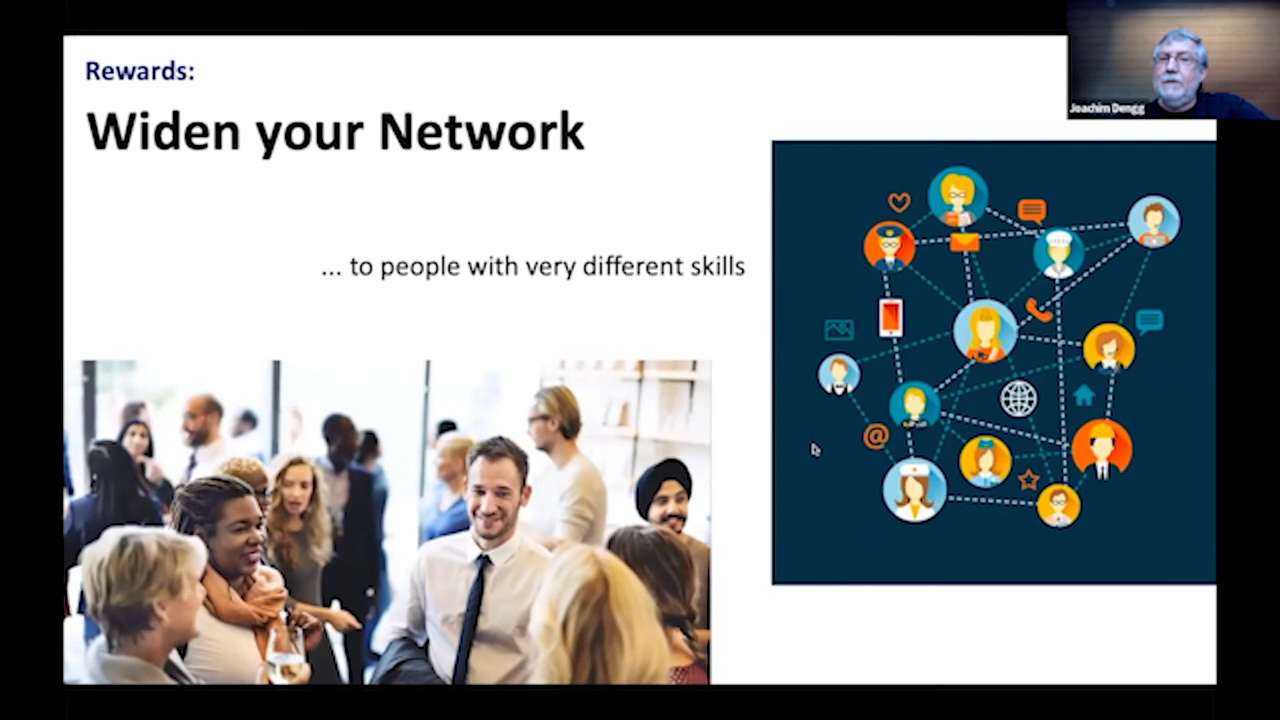 Rewards:
Widen your Network
... to people with very different skills
Joachim Dengg
@